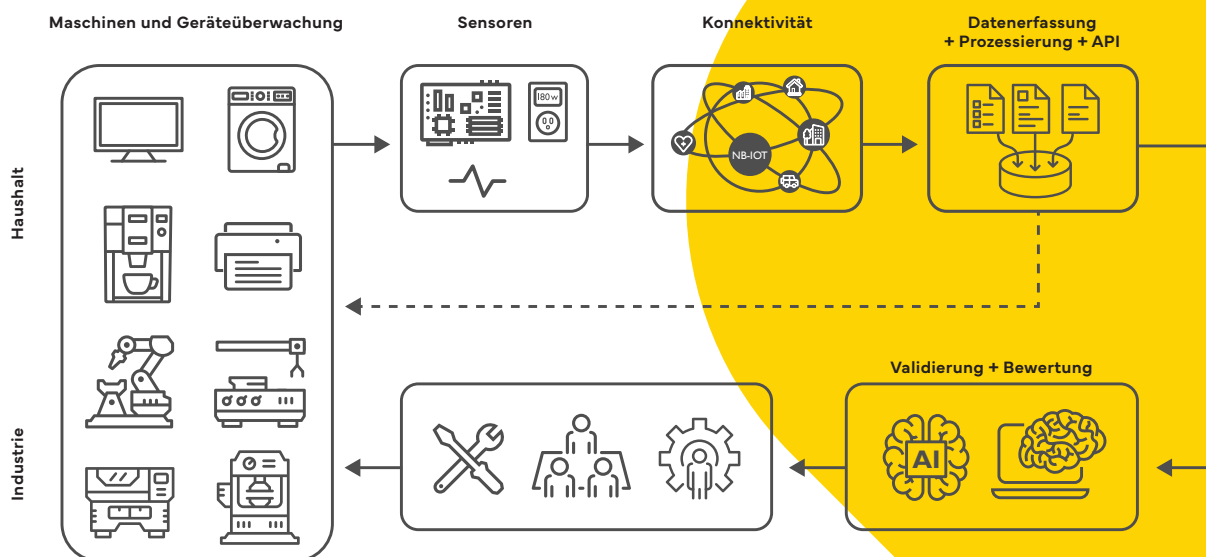 Maschinen und Geräteüberwachung
Sensoren
Konnektivität
Datenerfassung
+ Prozessierung + API
Haushalt
180w
NB-IOT
Validierung + Bewertung
Industrie
AI